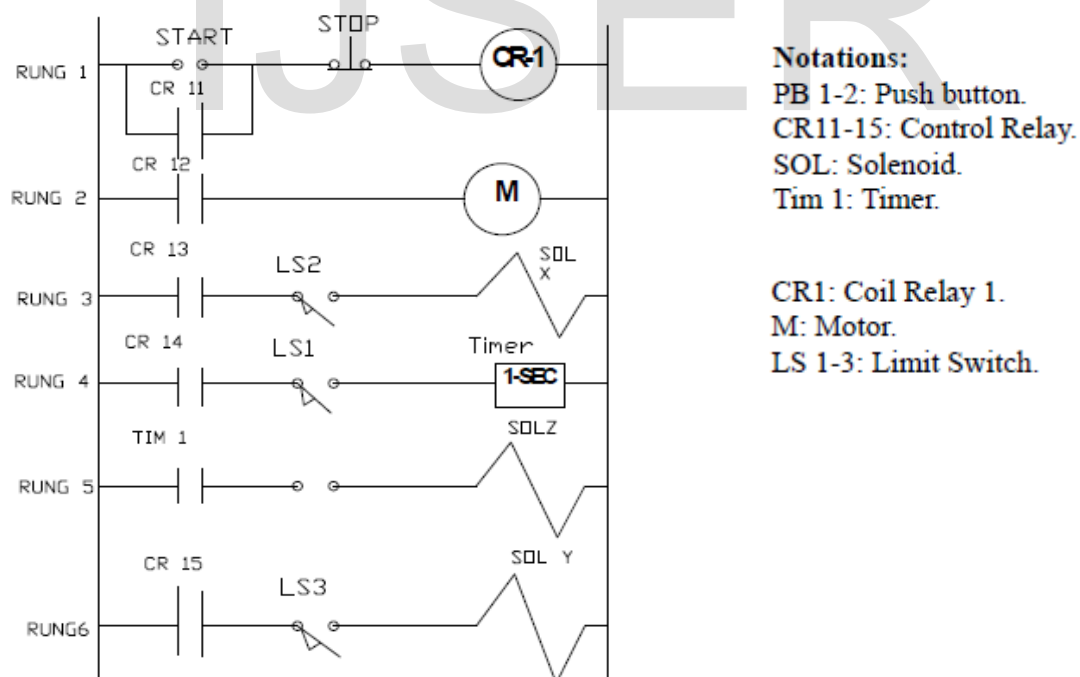 IJSER
START
STOP
RUNG 1
CR-1
CR 11
CR 12
RUNG 2
M
CR 13
LS2
SOL
X
RUNG 3
CR 14
LS1
Timer
RUNG 4
1-SEC
TIM 1
SOLZ
RUNG 5
CR 15
LS3
SOL Y
RUNG6
Notations:
PB 1-2: Push button.
CR11-15: Control Relay.
SOL: Solenoid.
Tim 1: Timer.
CR1: Coil Relay 1.
M: Motor.
LS 1-3: Limit Switch.